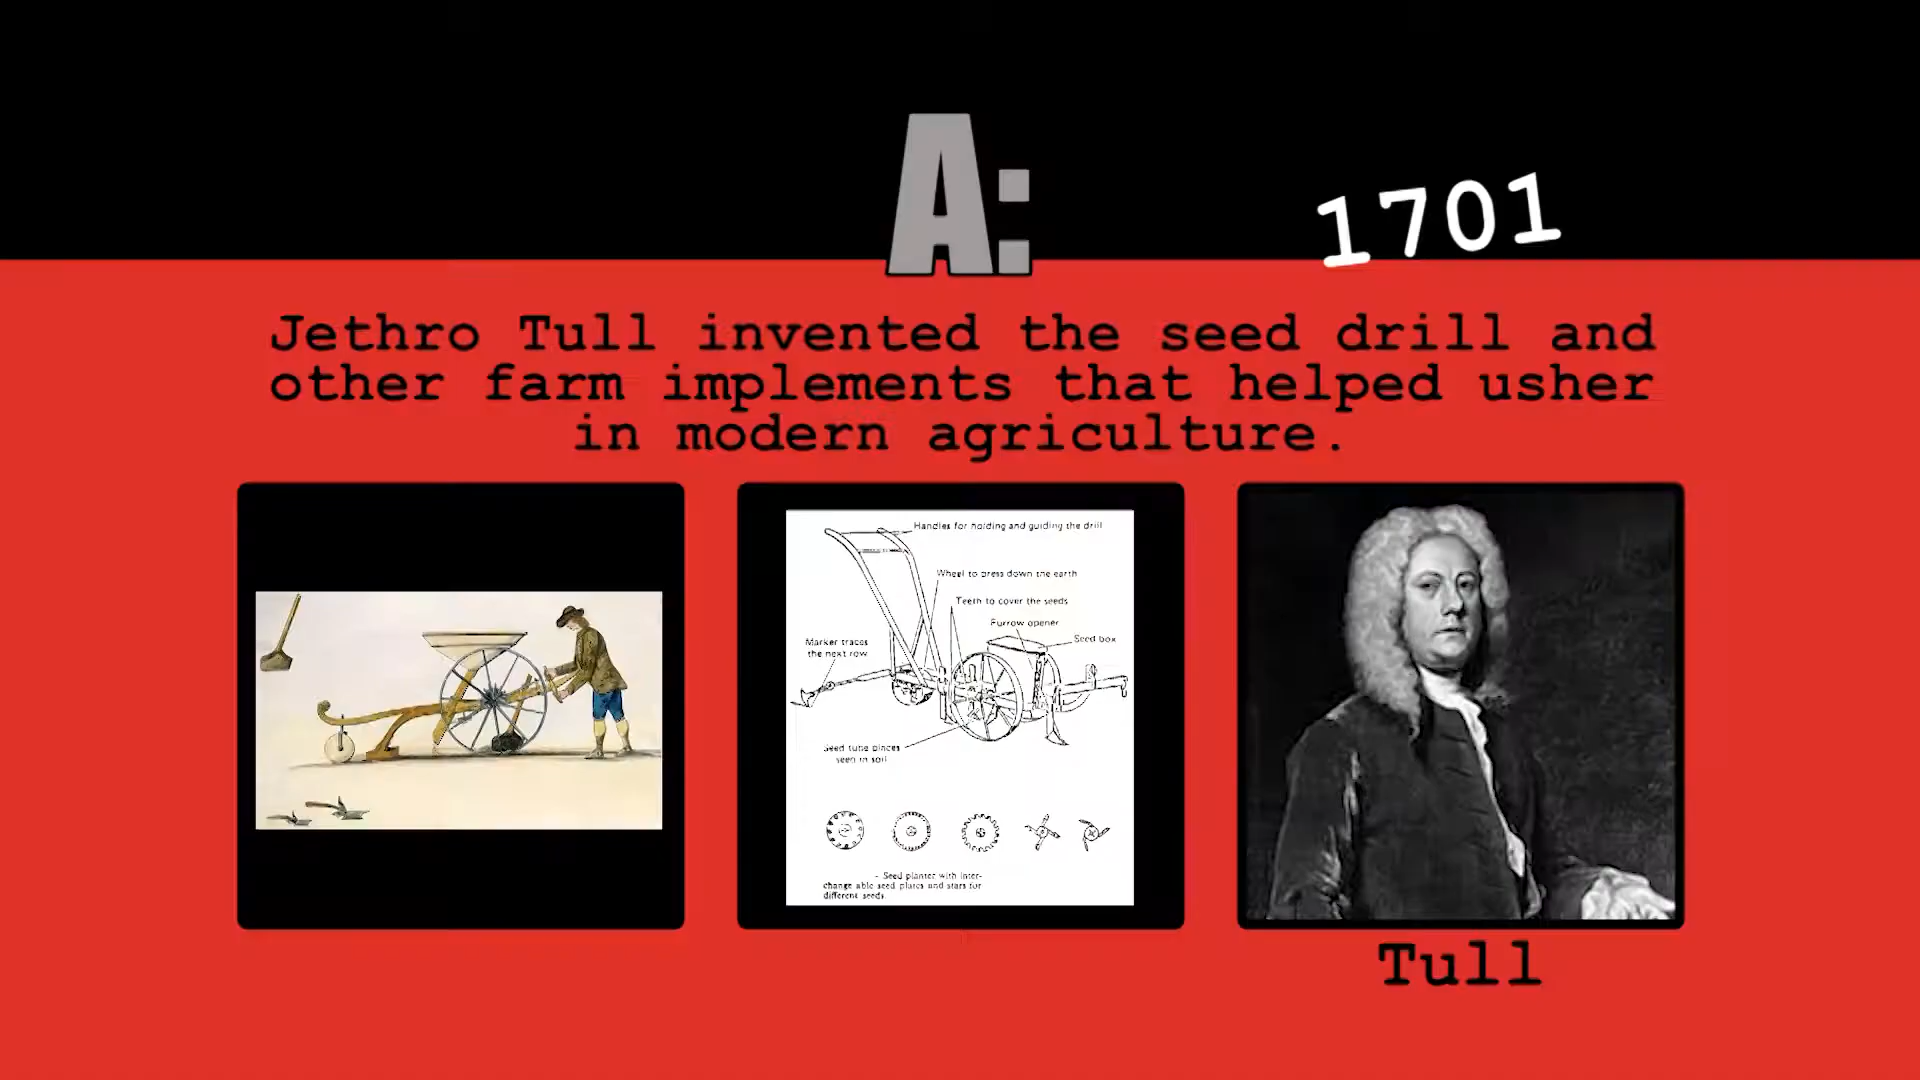 A:
1701
Jethro Tull invented the seed drill and
other farm implements that helped usher
in modern agriculture.
Handles for holding and guiding the drill
Wheel to press down the earth
Teeth to cover the seeds
Furrow opener
Seed box
Marker traces
the next row
Seed tube places
seed in soil
- Seed planter with inter-
change able seed plates and stars for
different seeds.
Tull